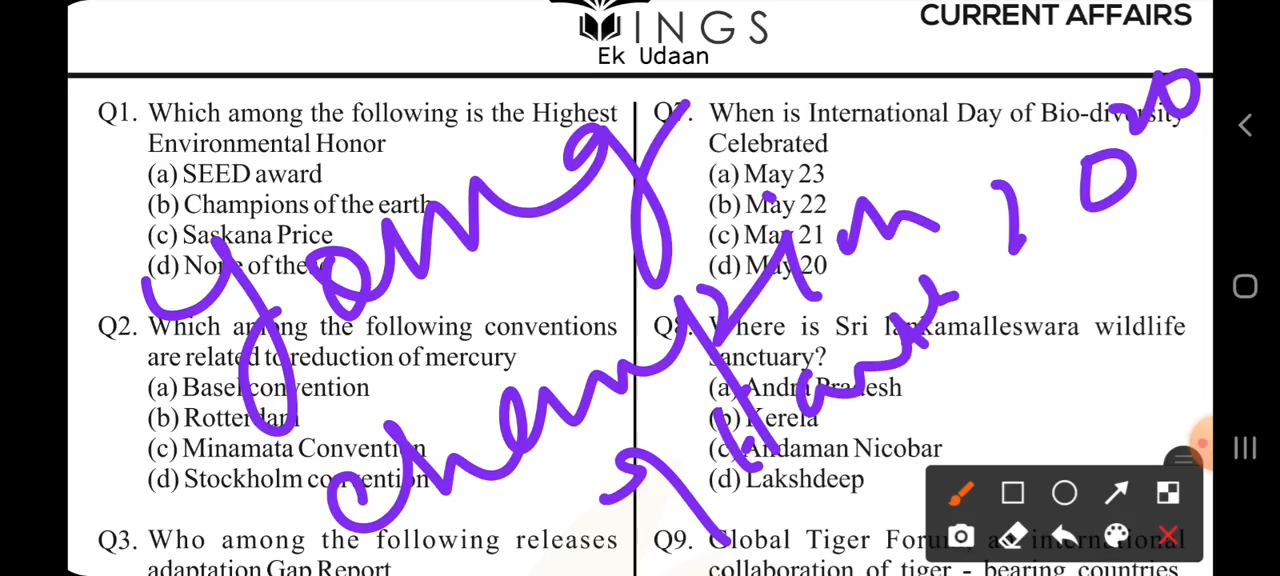 CURRENT AFFAIRS
INGS
Ek Udaan
Q1. Which among the following is the Highest
Environmental Honor
(a) SEED award
(b) Champions of the earth
(c) Saskana Price
(d) None of these
Q2. Which among the following conventions
are related to reduction of mercury
(a) Basel convention
(b) Rotterdam
(c) Minamata Convention
(d) Stockholm convention
Q3. Who among the following releases
adaptation Gap Report
Q7. When is International Day of Bio-diversity
Celebrated
(a) May 23
(b) May 22
(c) May 21
(d) May 20
Q8. Where is Sri lankamalleswara wildlife
sanctuary?
(a) Andra Pradesh
(b) Kerela
(c) Andaman Nicobar
(d) Lakshdeep
Q9. Global Tiger Forum, an international
collaboration of tiger - bearing countries